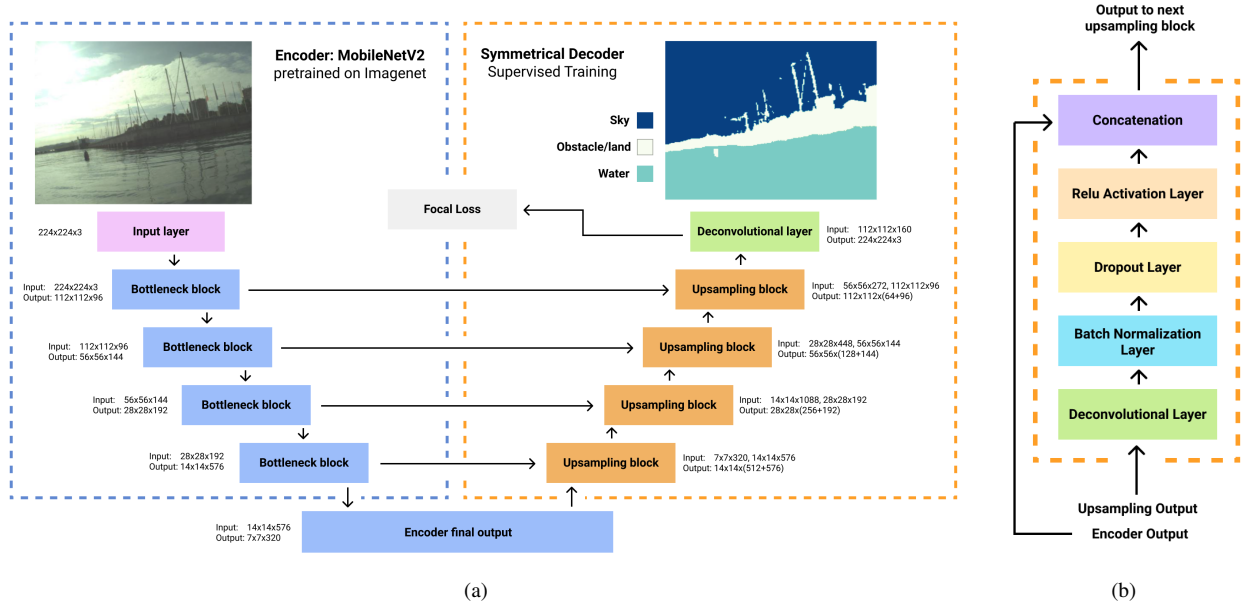 Encoder: MobileNetV2
pretrained on Imagenet
Symmetrical Decoder
Supervised Training
Sky
Obstacle/land
Water
Focal Loss
224x224x3
Input layer
Deconvolutional layer
Input: 112x112x160
Output: 224x224x3
Input: 224x224x3
Output: 112x112x96
Bottleneck block
Upsampling block
Input: 56x56x272, 112x112x96
Output: 112x112x(64+96)
Input: 112x112x96
Output: 56x56x144
Bottleneck block
Upsampling block
Input: 28x28x448, 56x56x144
Output: 56x56x(128+144)
Input: 56x56x144
Output: 28x28x192
Bottleneck block
Upsampling block
Input: 14x14x1088, 28x28x192
Output: 28x28x(256+192)
Input: 28x28x192
Output: 14x14x576
Bottleneck block
Upsampling block
Input: 7x7x320, 14x14x576
Output: 14x14x(512+576)
Input: 14x14x576
Output: 7x7x320
Encoder final output
(a)
Output to next
upsampling block
Concatenation
Relu Activation Layer
Dropout Layer
Batch Normalization
Layer
Deconvolutional Layer
Upsampling Output
Encoder Output
(b)